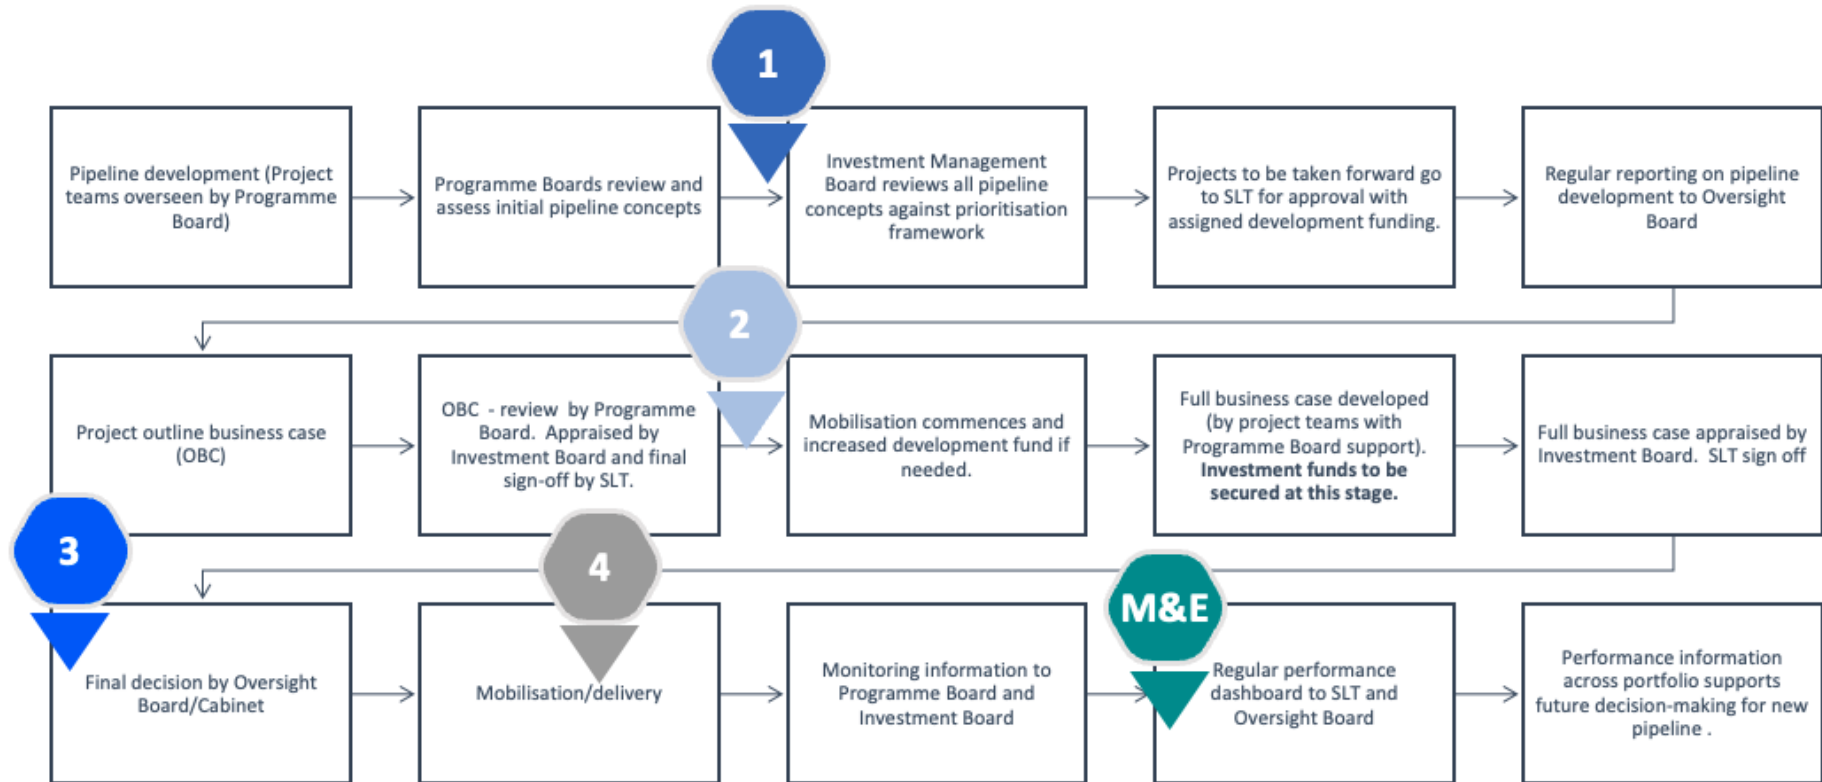 1
Pipeline development (Project
teams overseen by Programme
Board)
Programme Boards review and
assess initial pipeline concepts
Investment Management
Board reviews all pipeline
concepts against prioritisation
framework
Projects to be taken forward go
to SLT for approval with
assigned development funding.
Regular reporting on pipeline
development to Oversight
Board
2
Project outline business case
(OBC)
OBC - review by Programme
Board. Appraised by
Investment Board and final
sign-off by SLT.
Mobilisation commences and
increased development fund if
needed.
Full business case developed
(by project teams with
Programme Board support).
Investment funds to be
secured at this stage.
Full business case appraised by
Investment Board. SLT sign off
3
4
M&E
Final decision by Oversight
Board/Cabinet
Mobilisation/delivery
Monitoring information to
Programme Board and
Investment Board
Regular performance
dashboard to SLT and
Oversight Board
Performance information
across portfolio supports
future decision-making for new
pipeline .